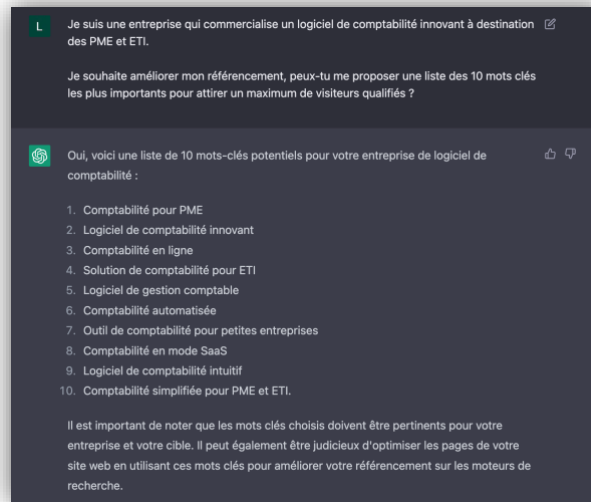 L
Je suis une entreprise qui commercialise un logiciel de comptabilité innovant à destination
des PME et ETI.
Je souhaite améliorer mon référencement, peux-tu me proposer une liste des 10 mots clés
les plus importants pour attirer un maximum de visiteurs qualifiés ?
Oui, voici une liste de 10 mots-clés potentiels pour votre entreprise de logiciel de
comptabilité :
1. Comptabilité pour PME
2. Logiciel de comptabilité innovant
3. Comptabilité en ligne
4. Solution de comptabilité pour ETI
5. Logiciel de gestion comptable
6. Comptabilité automatisée
7. Outil de comptabilité pour petites entreprises
8. Comptabilité en mode SaaS
9. Logiciel de comptabilité intuitif
10. Comptabilité simplifiée pour PME et ETI.
Il est important de noter que les mots clés choisis doivent être pertinents pour votre
entreprise et votre cible. Il peut également être judicieux d'optimiser les pages de votre
site web en utilisant ces mots clés pour améliorer votre référencement sur les moteurs de
recherche.